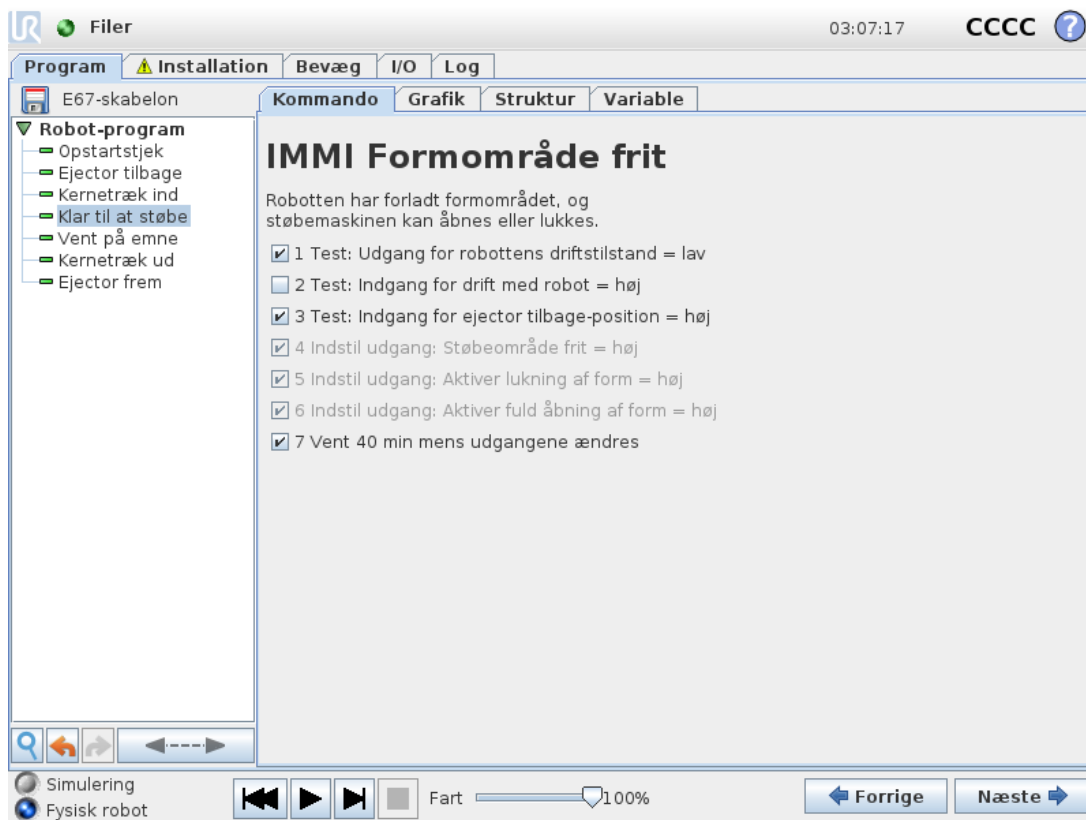 UR Filer 03:07:17 CCCC ?
Program Installation Bevæg I/O Log
E67-skabelon
Kommando Grafik Struktur Variable
Robot-program
Opstartstjek
Ejector tilbage
Kernetræk ind
Klar til at støbe
Vent på emne
Kernetræk ud
Ejector frem
IMMI Formområde frit
Robotten har forladt formområdet, og
støbemaskinen kan åbnes eller lukkes.
1 Test: Udgang for robottens driftstilstand = lav
2 Test: Indgang for drift med robot = høj
3 Test: Indgang for ejector tilbage-position = høj
4 Indstil udgang: Støbeområde frit = høj
5 Indstil udgang: Aktiver lukning af form = høj
6 Indstil udgang: Aktiver fuld åbning af form = høj
7 Vent 40 min mens udgangene ændres
Simulering
Fysisk robot
Fart 100%
Forrige Næste